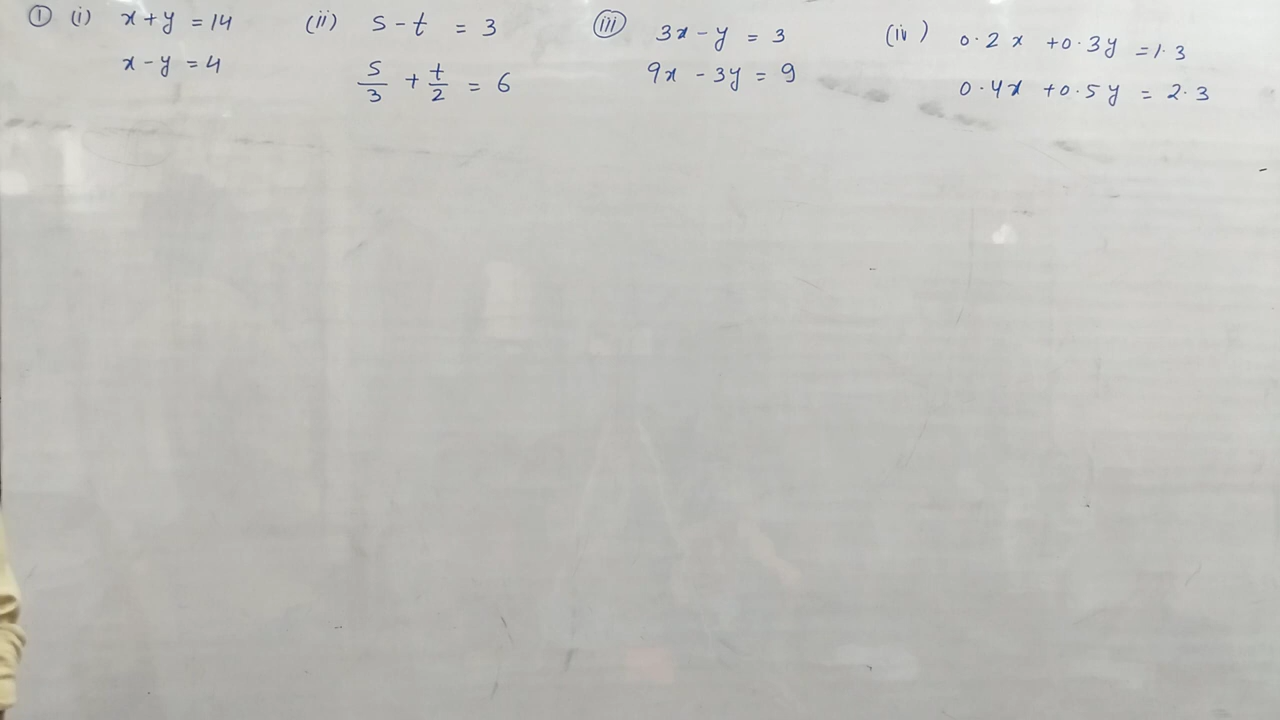 ① (i) x + y = 14
x - y = 4
(ii) s - t = 3
s/3 + t/2 = 6
(iii) 3x - y = 3
9x - 3y = 9
(iv) 0.2x + 0.3y = 1.3
0.4x + 0.5y = 2.3